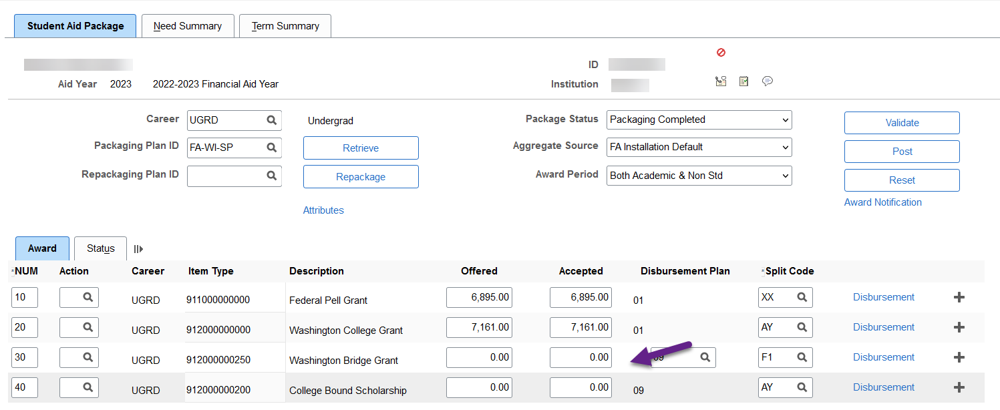 Student Aid Package Need Summary Term Summary
ID
Aid Year 2023 2022-2023 Financial Aid Year Institution
Career UGRD Undergrad Package Status Packaging Completed Validate
Packaging Plan ID FA-WI-SP Retrieve Aggregate Source FA Installation Default Post
Repackaging Plan ID Repackage Award Period Both Academic & Non Std Reset
Award Notification
Attributes
Award Status
*NUM Action Career Item Type Description Offered Accepted Disbursement Plan *Split Code
10 UGRD 911000000000 Federal Pell Grant 6,895.00 6,895.00 01 XX Disbursement +
20 UGRD 912000000000 Washington College Grant 7,161.00 7,161.00 01 AY Disbursement +
30 UGRD 912000000250 Washington Bridge Grant 0.00 0.00 09 F1 Disbursement +
40 UGRD 912000000200 College Bound Scholarship 0.00 0.00 09 AY Disbursement +